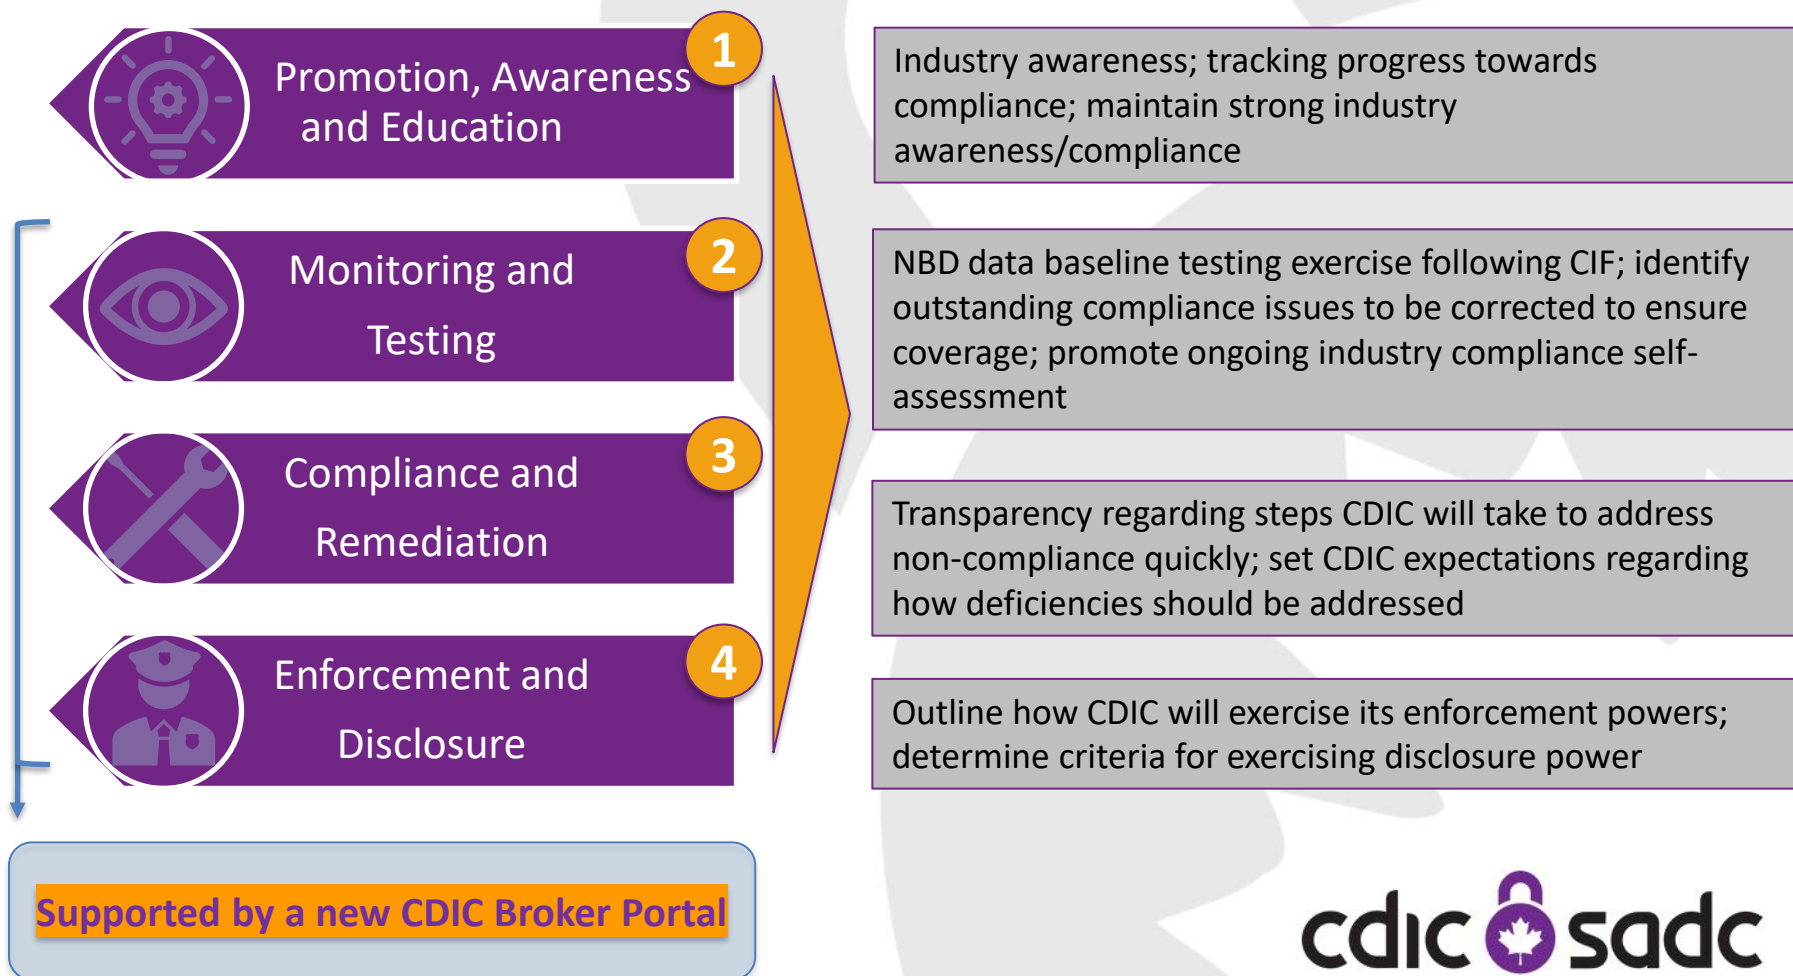 1
Promotion, Awareness
and Education
Industry awareness; tracking progress towards
compliance; maintain strong industry
awareness/compliance
2
Monitoring and
Testing
NBD data baseline testing exercise following CIF; identify
outstanding compliance issues to be corrected to ensure
coverage; promote ongoing industry compliance self-
assessment
3
Compliance and
Remediation
Transparency regarding steps CDIC will take to address
non-compliance quickly; set CDIC expectations regarding
how deficiencies should be addressed
4
Enforcement and
Disclosure
Outline how CDIC will exercise its enforcement powers;
determine criteria for exercising disclosure power
Supported by a new CDIC Broker Portal
cdic sadc